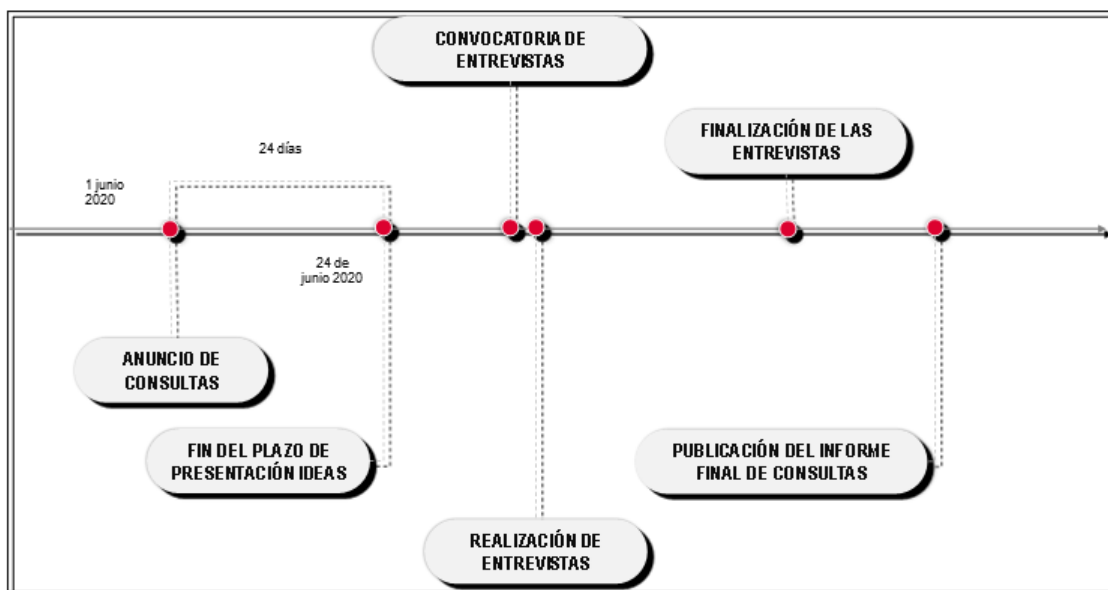 CONVOCATORIA DE
ENTREVISTAS
FINALIZACIÓN DE LAS
ENTREVISTAS
24 días
1 junio
2020
24 de
junio 2020
ANUNCIO DE
CONSULTAS
FIN DEL PLAZO DE
PRESENTACIÓN IDEAS
PUBLICACIÓN DEL INFORME
FINAL DE CONSULTAS
REALIZACIÓN DE
ENTREVISTAS